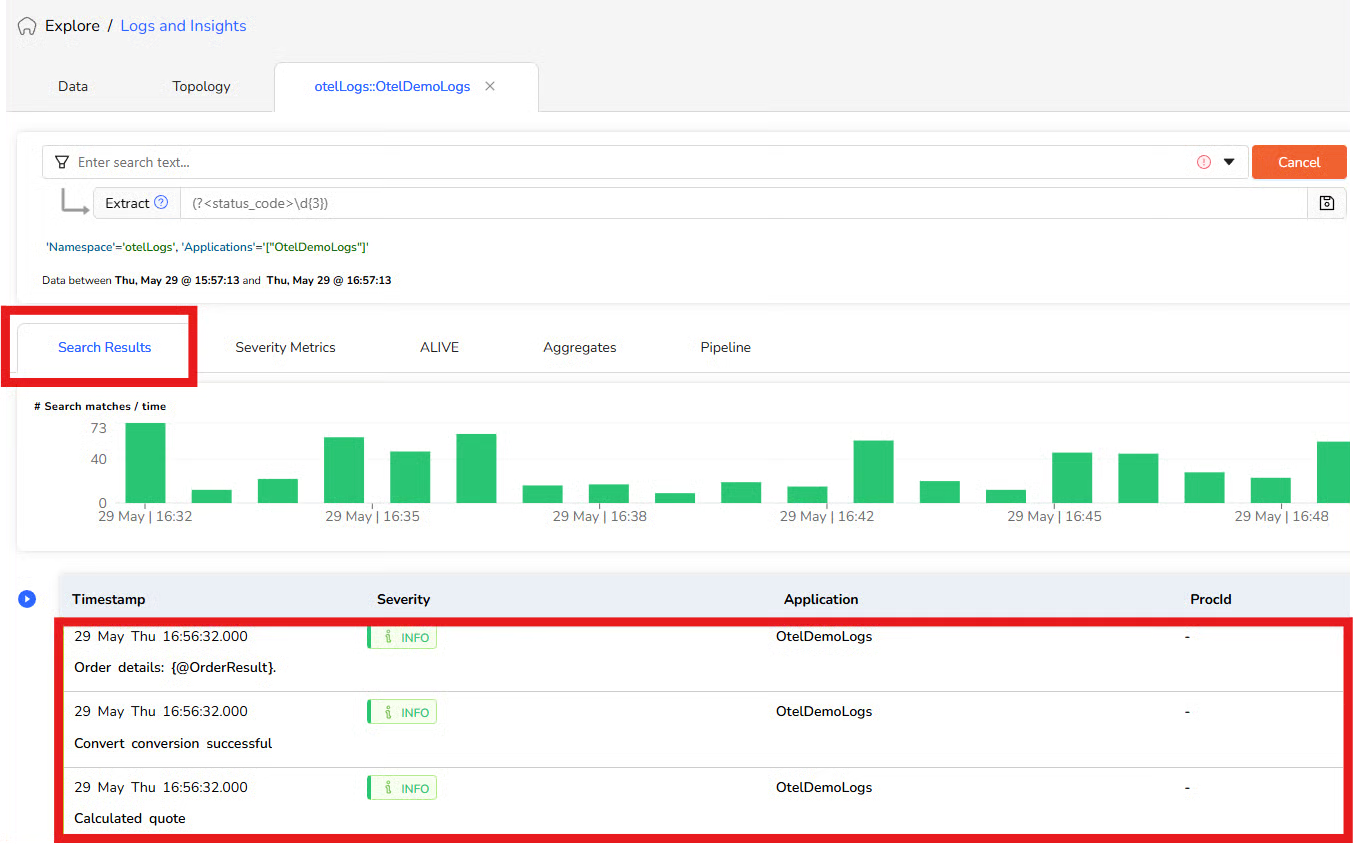 Explore / Logs and Insights
Data Topology otelLogs::OtelDemoLogs ×
Enter search text... Cancel
Extract ? (?<status_code>\d{3})
'Namespace'='otelLogs', 'Applications'='["OtelDemoLogs"]'
Data between Thu, May 29 @ 15:57:13 and Thu, May 29 @ 16:57:13
Search Results Severity Metrics ALIVE Aggregates Pipeline
# Search matches / time
73
40
0
29 May | 16:32 29 May | 16:35 29 May | 16:38 29 May | 16:42 29 May | 16:45 29 May | 16:48
Timestamp Severity Application ProcId
29 May Thu 16:56:32.000 INFO OtelDemoLogs -
Order details: {@OrderResult}.
29 May Thu 16:56:32.000 INFO OtelDemoLogs -
Convert conversion successful
29 May Thu 16:56:32.000 INFO OtelDemoLogs -
Calculated quote